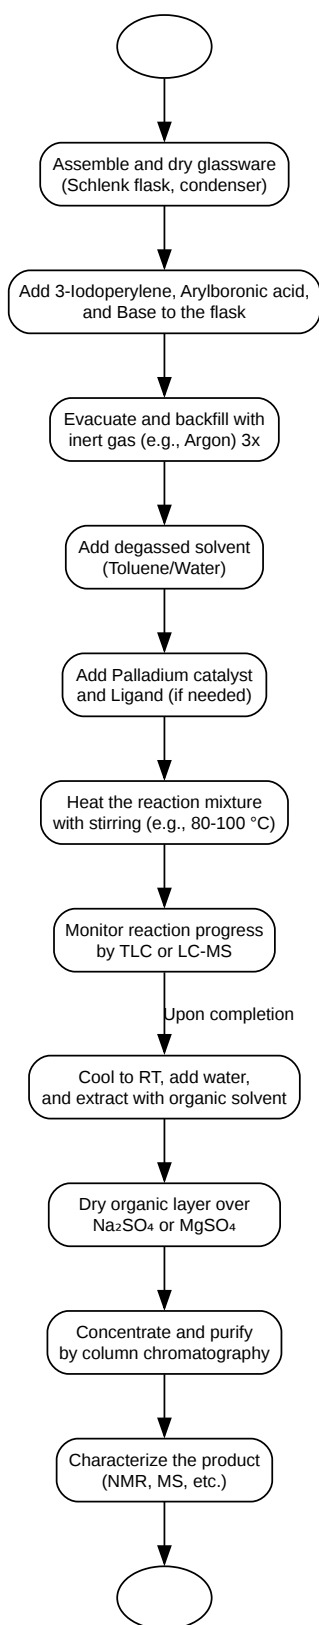 Assemble and dry glassware
(Schlenk flask, condenser)
Add 3-Iodoperylene, Arylboronic acid,
and Base to the flask
Evacuate and backfill with
inert gas (e.g., Argon) 3x
Add degassed solvent
(Toluene/Water)
Add Palladium catalyst
and Ligand (if needed)
Heat the reaction mixture
with stirring (e.g., 80-100 °C)
Monitor reaction progress
by TLC or LC-MS
Upon completion
Cool to RT, add water,
and extract with organic solvent
Dry organic layer over
Na₂SO₄ or MgSO₄
Concentrate and purify
by column chromatography
Characterize the product
(NMR, MS, etc.)